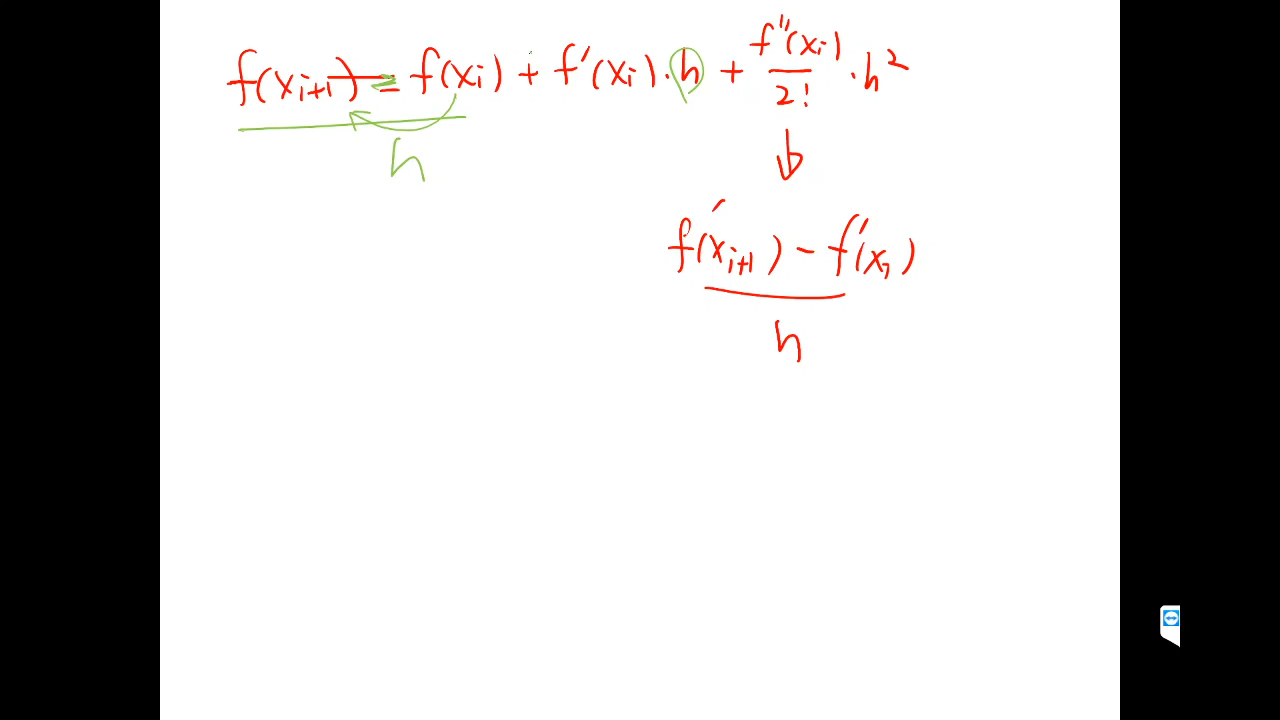 f(xᵢ₊₁) = f(xᵢ) + f'(xᵢ) · h + f''(xᵢ)/2! · h²
h
f'(xᵢ₊₁) - f'(xᵢ)
h